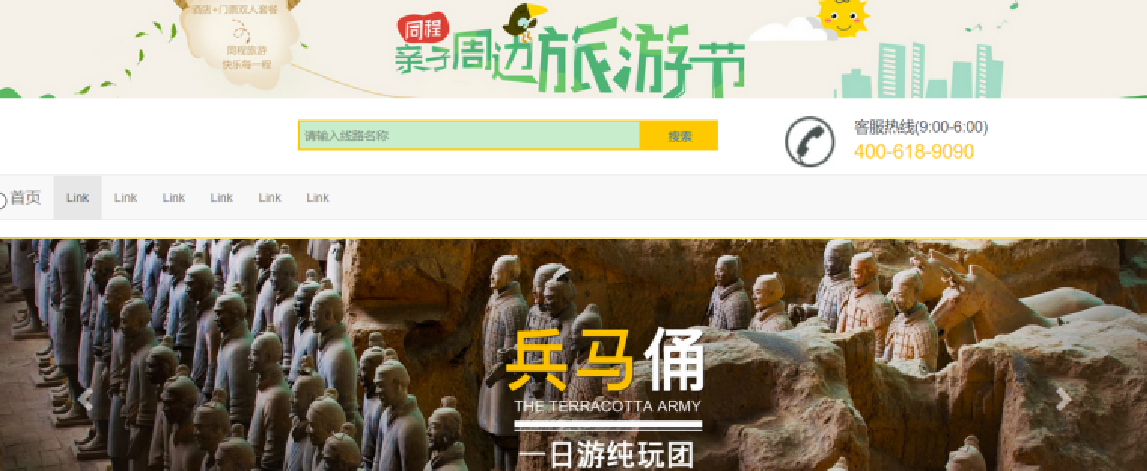 酒店+门票双人套餐
同程旅游
快乐每一程
同程
亲子周边旅游节
请输入线路名称
搜索
客服热线(9:00-6:00)
400-618-9090
首页
Link
Link
Link
Link
Link
Link
兵马俑
THE TERRACOTTA ARMY
一日游纯玩团